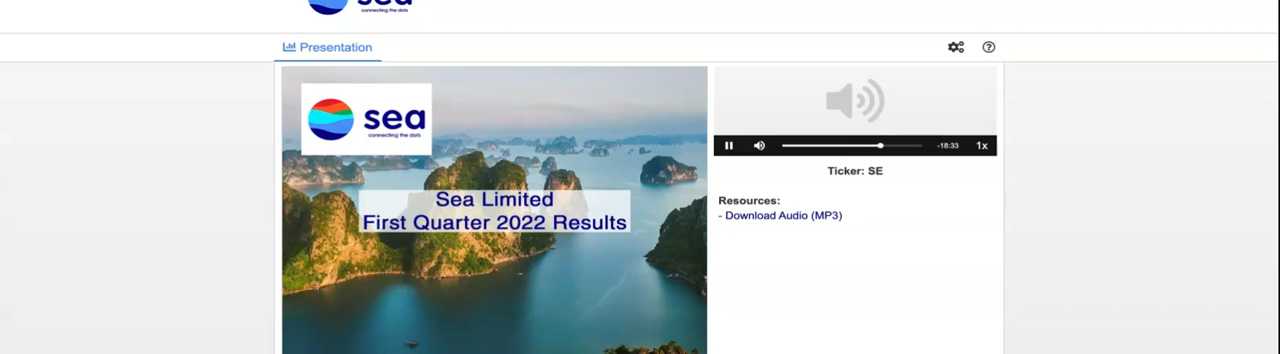 sea
connecting the dots
Presentation
sea
connecting the dots
Sea Limited
First Quarter 2022 Results
-18:33
1x
Ticker: SE
Resources:
- Download Audio (MP3)